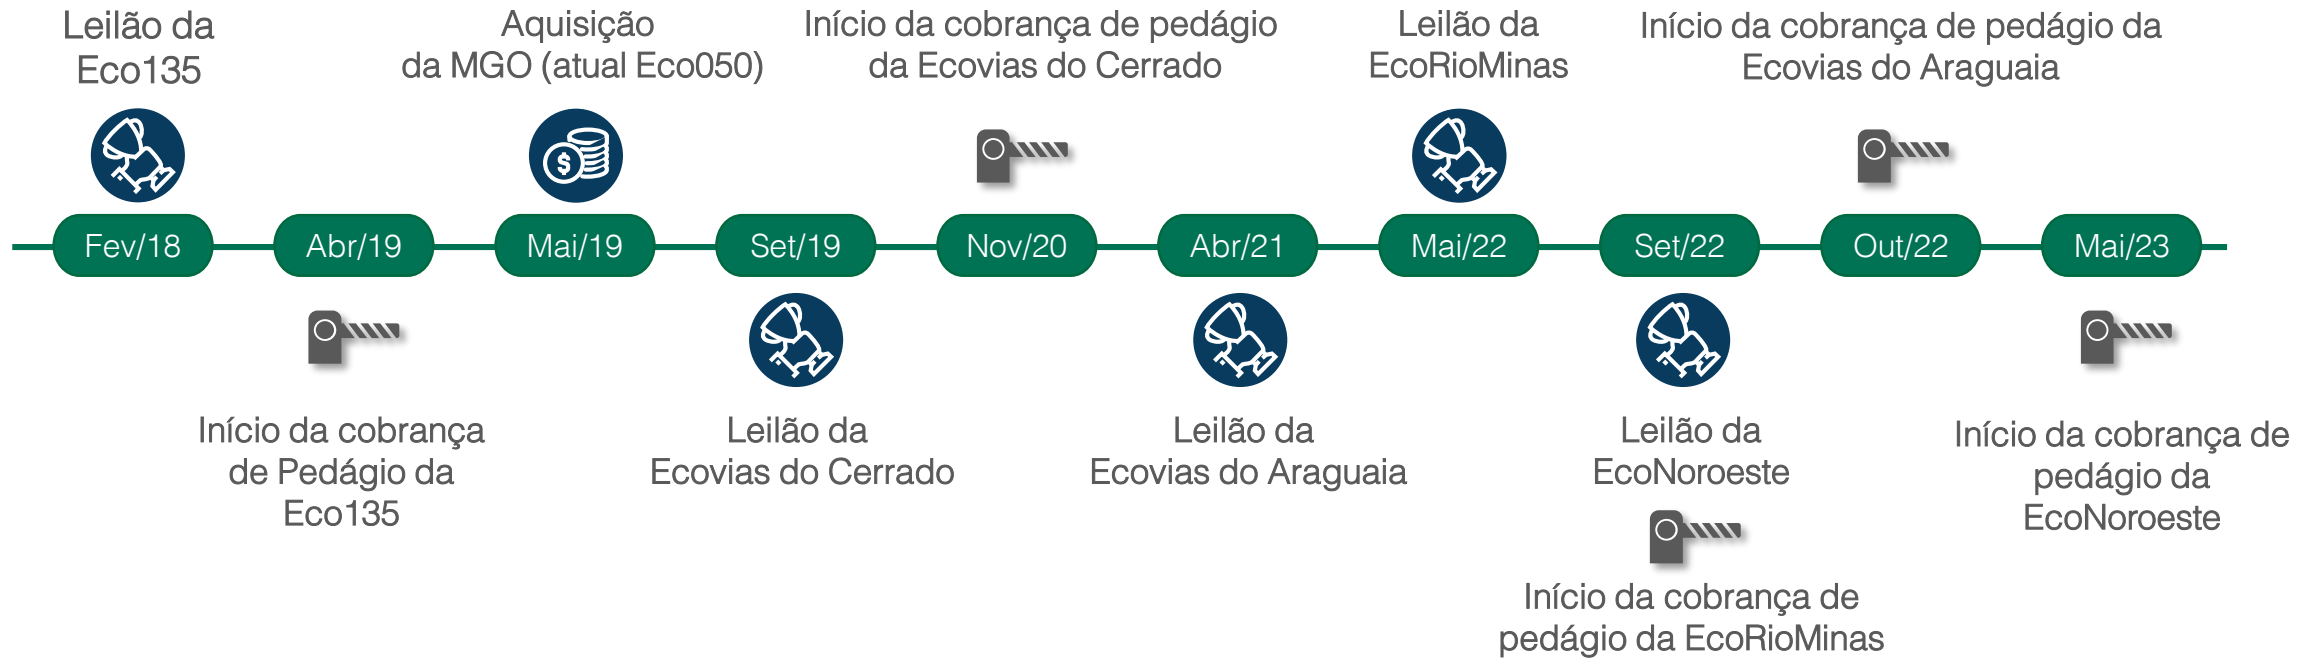 Leilão da
Eco135
Aquisição
da MGO (atual Eco050)
Início da cobrança de pedágio
da Ecovias do Cerrado
Leilão da
EcoRioMinas
Início da cobrança de pedágio da
Ecovias do Araguaia
$
Fev/18
Abr/19
Mai/19
Set/19
Nov/20
Abr/21
Mai/22
Set/22
Out/22
Mai/23
Início da cobrança
de Pedágio da
Eco135
Leilão da
Ecovias do Cerrado
Leilão da
Ecovias do Araguaia
Leilão da
EcoNoroeste
Início da cobrança de
pedágio da EcoRioMinas
Início da cobrança de
pedágio da
EcoNoroeste